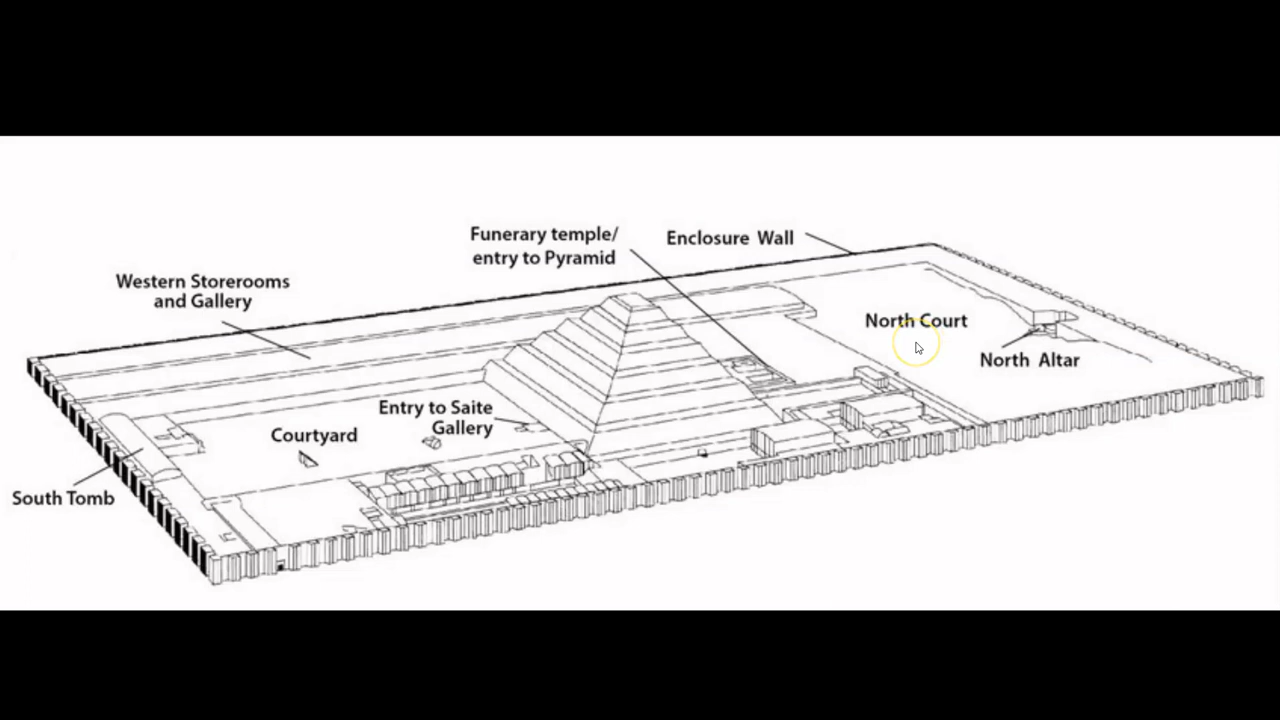 Funerary temple/
entry to Pyramid
Enclosure Wall
Western Storerooms
and Gallery
North Court
North Altar
Entry to Saite
Gallery
Courtyard
South Tomb